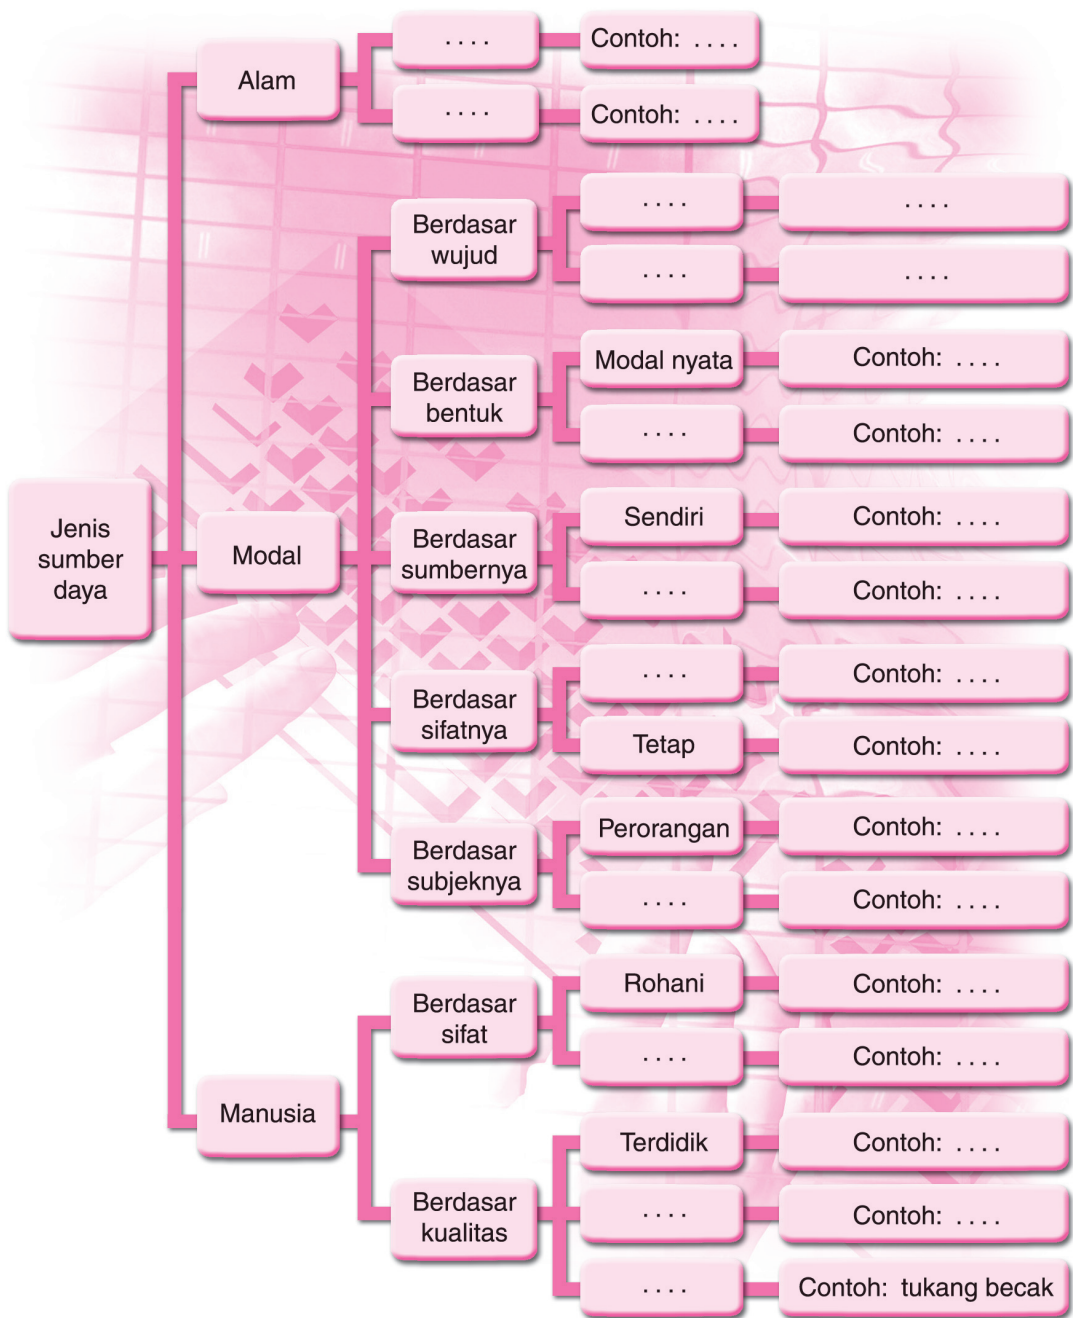 . . . .
Contoh: . . . .
Alam
. . . .
Contoh: . . . .
. . . .
. . . .
Berdasar
wujud
. . . .
. . . .
Modal nyata
Contoh: . . . .
Berdasar
bentuk
. . . .
Contoh: . . . .
Jenis
sumber
daya
Modal
Sendiri
Contoh: . . . .
Berdasar
sumbernya
. . . .
Contoh: . . . .
. . . .
Contoh: . . . .
Berdasar
sifatnya
Tetap
Contoh: . . . .
Perorangan
Contoh: . . . .
Berdasar
subjeknya
. . . .
Contoh: . . . .
Rohani
Contoh: . . . .
Berdasar
sifat
. . . .
Contoh: . . . .
Manusia
Terdidik
Contoh: . . . .
Berdasar
kualitas
. . . .
Contoh: . . . .
. . . .
Contoh: tukang becak